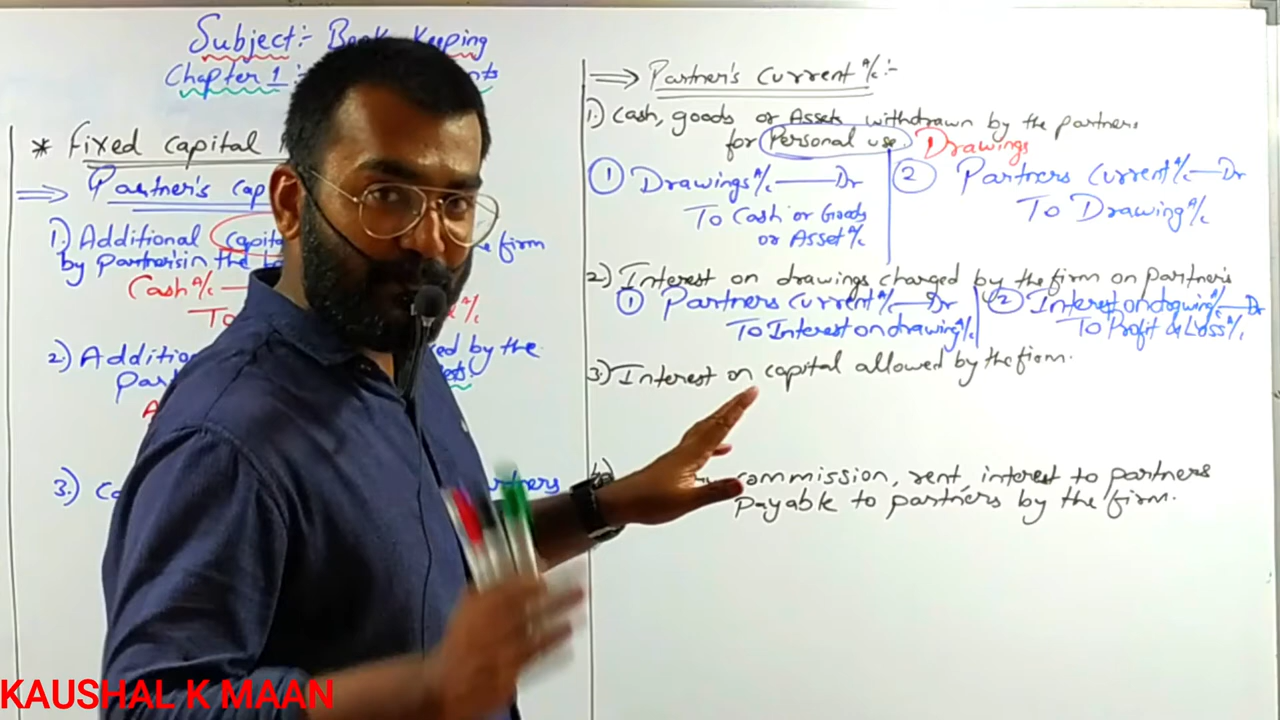 Subject:- Book Keeping
Chapter 1 :-
* Fixed capital
⇒ Partner's cap
1.) Additional capita firm
by partners in the
Cash A/c —
To A/c
2) Additio ed by the
par ets.
3.) Ca rtners
⇒ Partner's Current A/c :-
1.) Cash, goods or Assets withdrawn by the partners
for Personal use. Drawings
① Drawings A/c —— Dr
To Cash or Goods
or Asset A/c
② Partners Current A/c — Dr
To Drawing A/c
2) Interest on drawings charged by the firm on partner's
① Partners Current A/c — Dr
To Interest on drawing A/c
② Interest on drawing A/c — Dr
To Profit & Loss A/c
3) Interest on capital allowed by the firm.
commission, rent, interest to partners
payable to partners by the firm.
KAUSHAL K MAAN